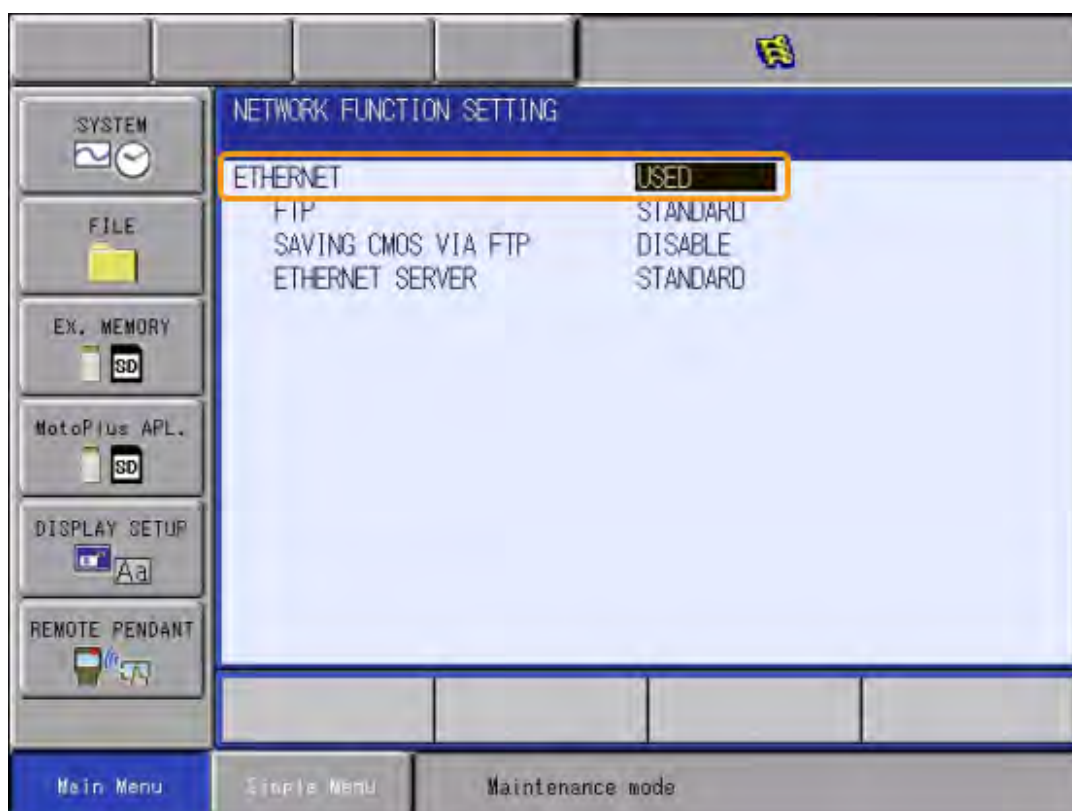 SYSTEM
FILE
EX. MEMORY
SD
MotoPlus APL.
SD
DISPLAY SETUP
Aa
REMOTE PENDANT
NETWORK FUNCTION SETTING
ETHERNET USED
FTP STANDARD
SAVING CMOS VIA FTP DISABLE
ETHERNET SERVER STANDARD
Main Menu
Simple Menu
Maintenance mode